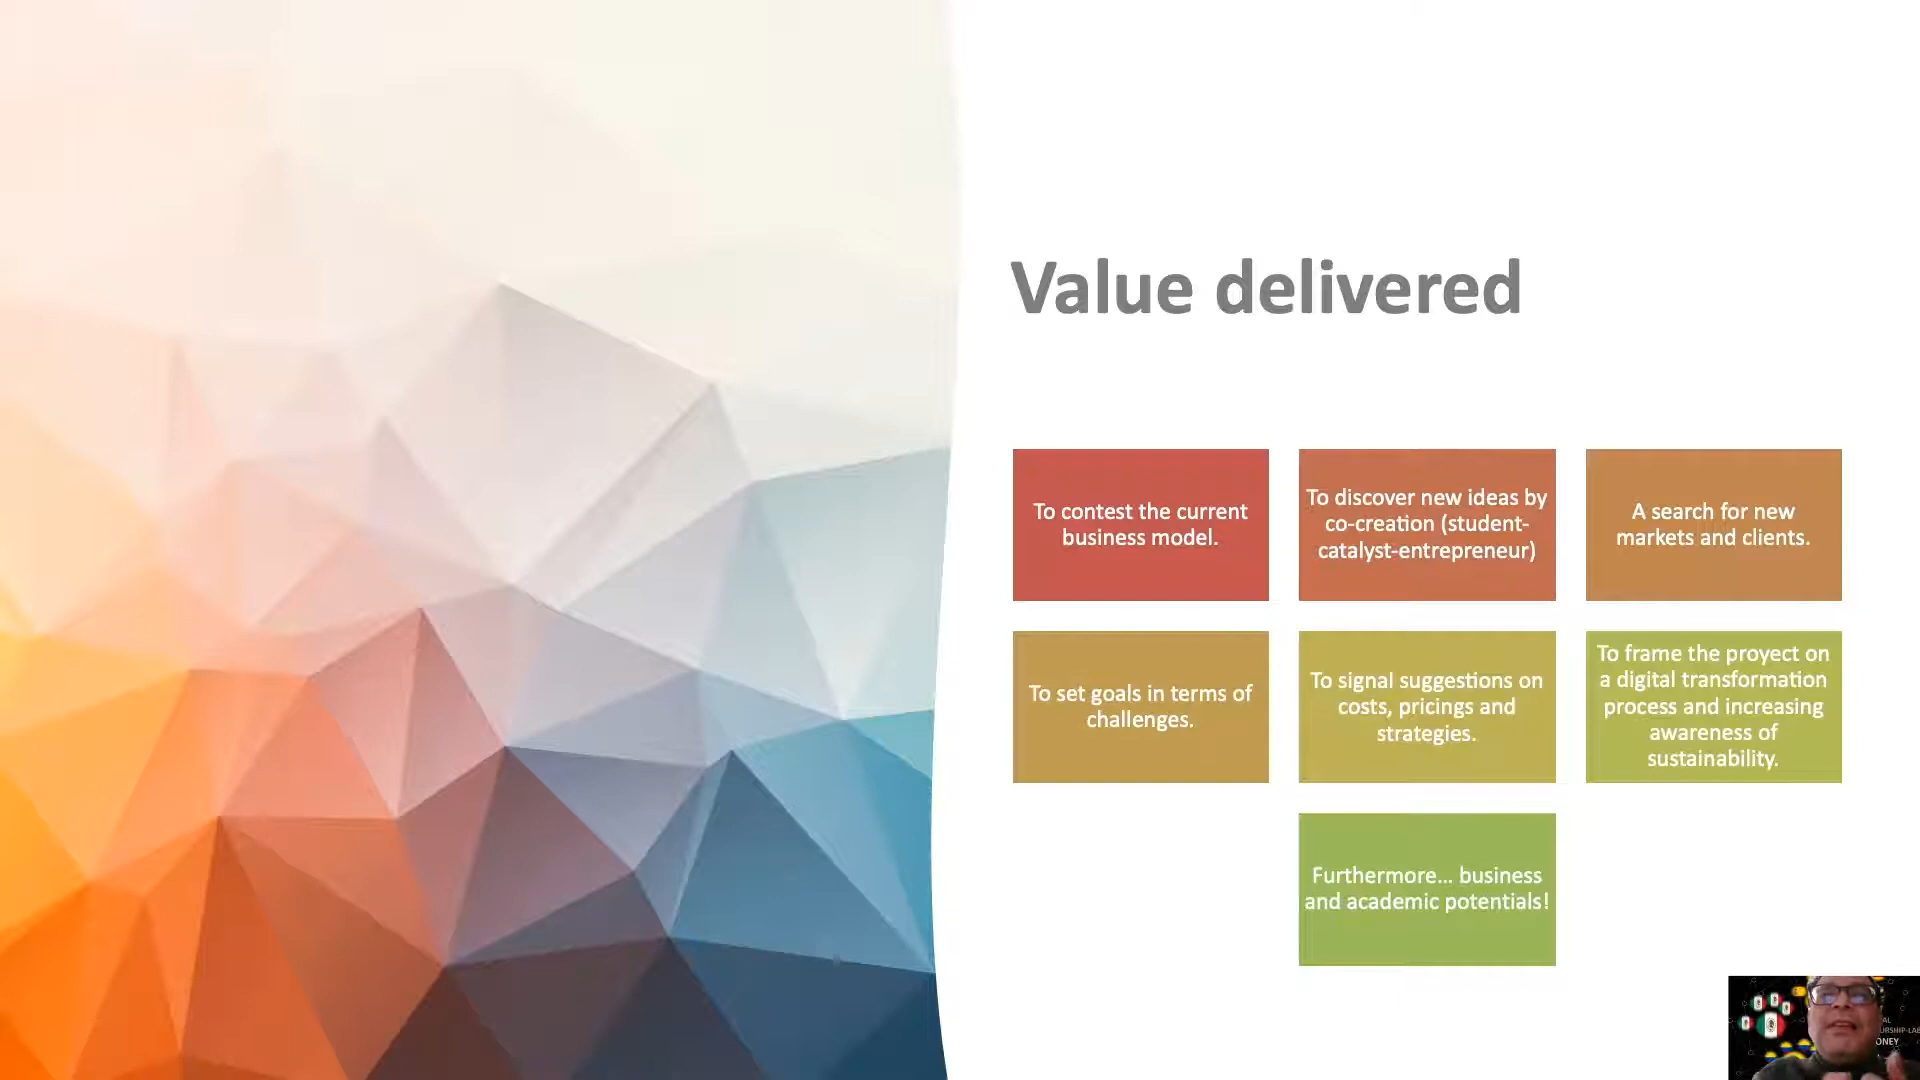 Value delivered
To contest the current
business model.
To discover new ideas by
co-creation (student-
catalyst-entrepreneur)
A search for new
markets and clients.
To set goals in terms of
challenges.
To signal suggestions on
costs, pricings and
strategies.
To frame the proyect on
a digital transformation
process and increasing
awareness of
sustainability.
Furthermore... business
and academic potentials!